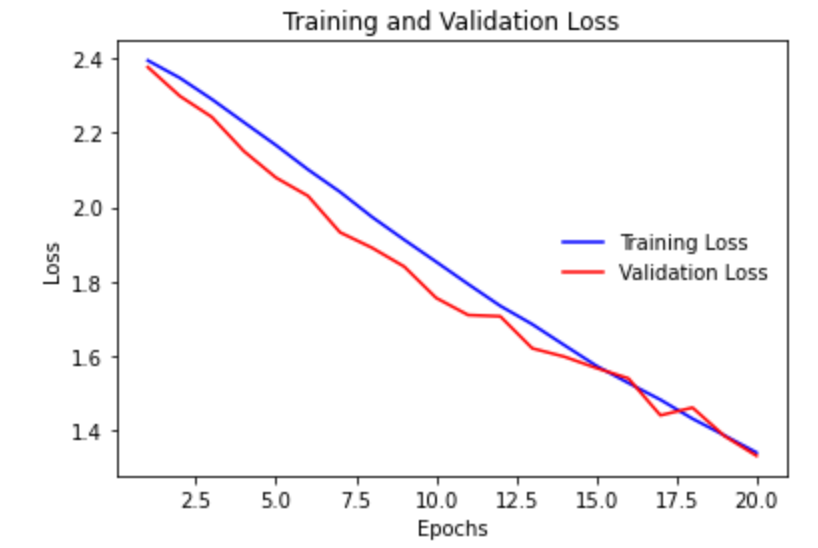 Training and Validation Loss
2.4
2.2
2.0
1.8
1.6
1.4
Loss
Training Loss
Validation Loss
2.5 5.0 7.5 10.0 12.5 15.0 17.5 20.0
Epochs